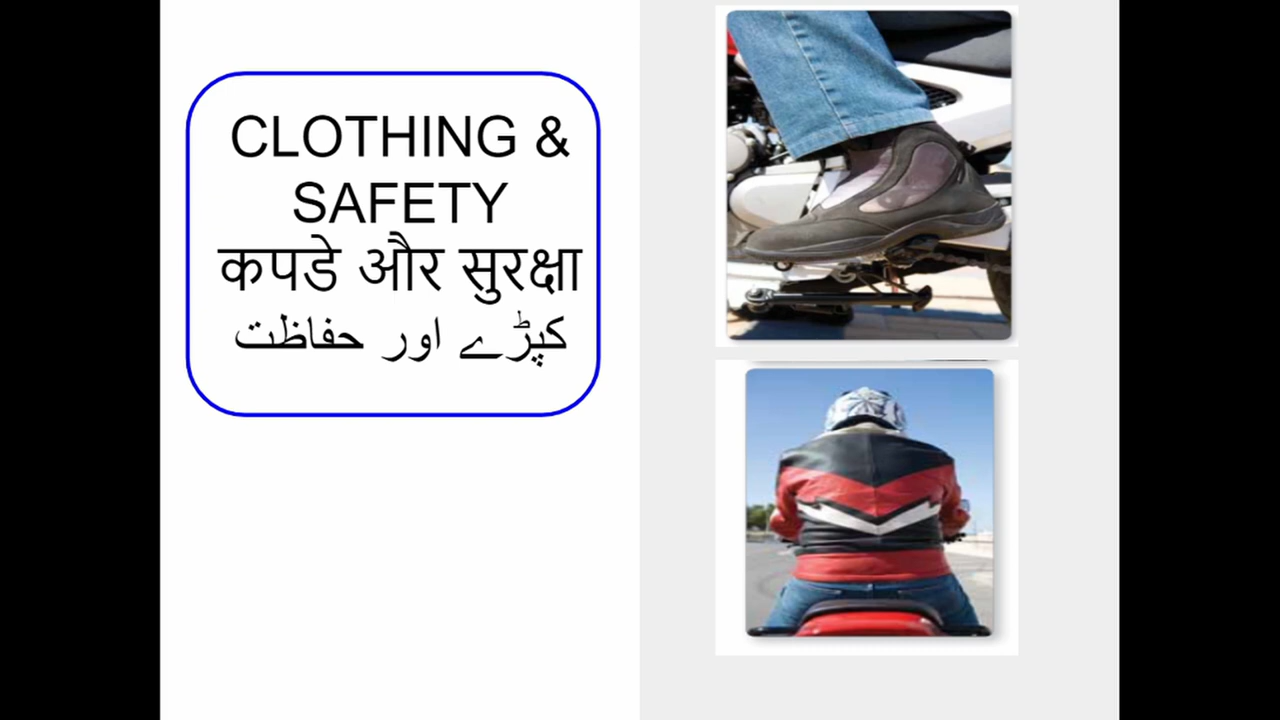 CLOTHING &
SAFETY
कपडे और सुरक्षा
کپڑے اور حفاظت